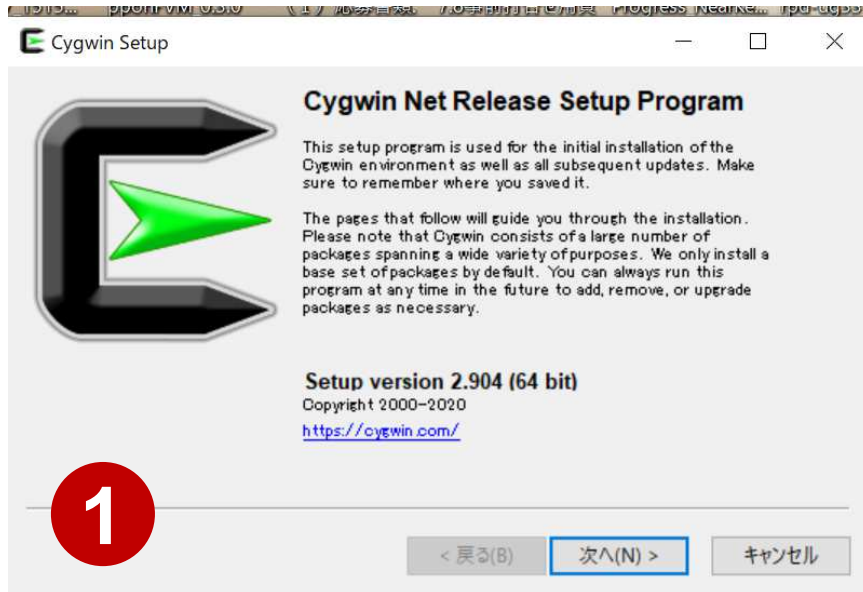 ppohFVM 0.3.0
Cygwin Setup
Cygwin Net Release Setup Program
This setup program is used for the initial installation of the
Cygwin environment as well as all subsequent updates. Make
sure to remember where you saved it.
The pages that follow will guide you through the installation.
Please note that Cygwin consists of a large number of
packages spanning a wide variety of purposes. We only install a
base set of packages by default. You can always run this
program at any time in the future to add, remove, or upgrade
packages as necessary.
Setup version 2.904 (64 bit)
Copyright 2000-2020
https://cygwin.com/
1
< 戻る(B) 次へ(N) > キャンセル